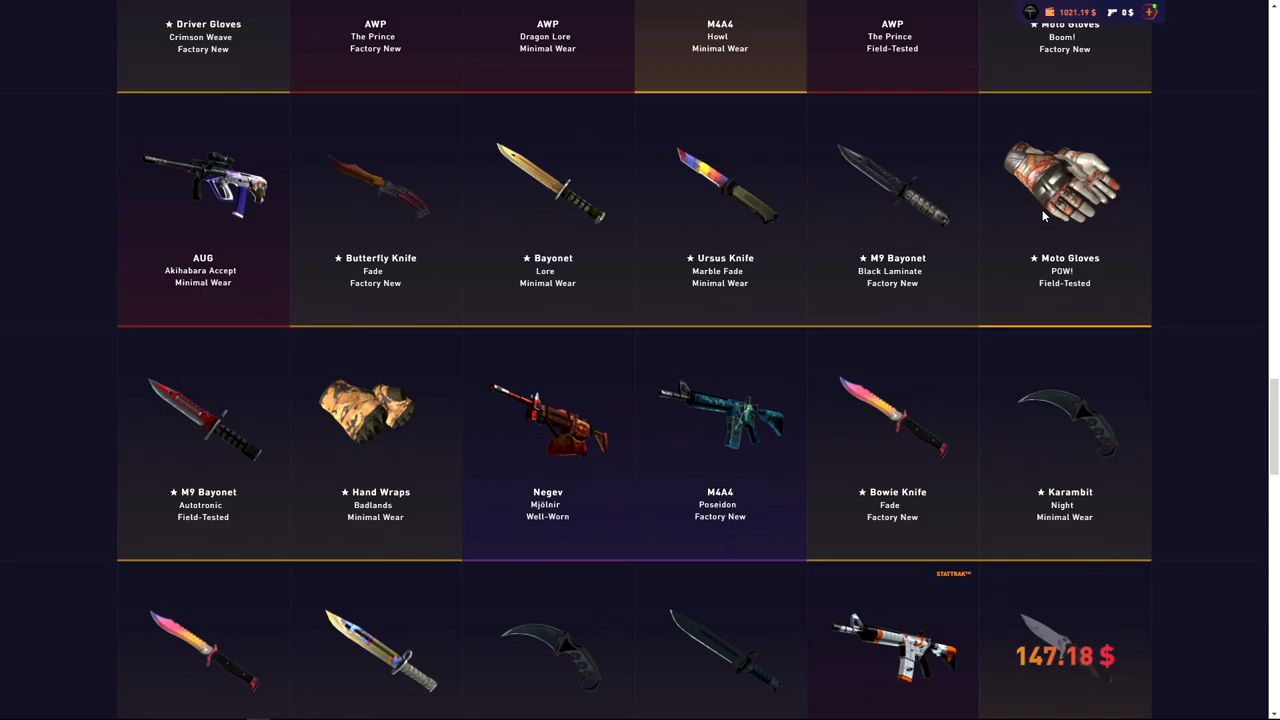 1021.19 $ 0 $
★ Driver Gloves
Crimson Weave
Factory New
AWP
The Prince
Factory New
AWP
Dragon Lore
Minimal Wear
M4A4
Howl
Minimal Wear
AWP
The Prince
Field-Tested
★ Moto Gloves
Boom!
Factory New
AUG
Akihabara Accept
Minimal Wear
★ Butterfly Knife
Fade
Factory New
★ Bayonet
Lore
Minimal Wear
★ Ursus Knife
Marble Fade
Minimal Wear
★ M9 Bayonet
Black Laminate
Factory New
★ Moto Gloves
POW!
Field-Tested
★ M9 Bayonet
Autotronic
Field-Tested
★ Hand Wraps
Badlands
Minimal Wear
Negev
Mjölnir
Well-Worn
M4A4
Poseidon
Factory New
★ Bowie Knife
Fade
Factory New
★ Karambit
Night
Minimal Wear
STATTRAK™
147.18 $